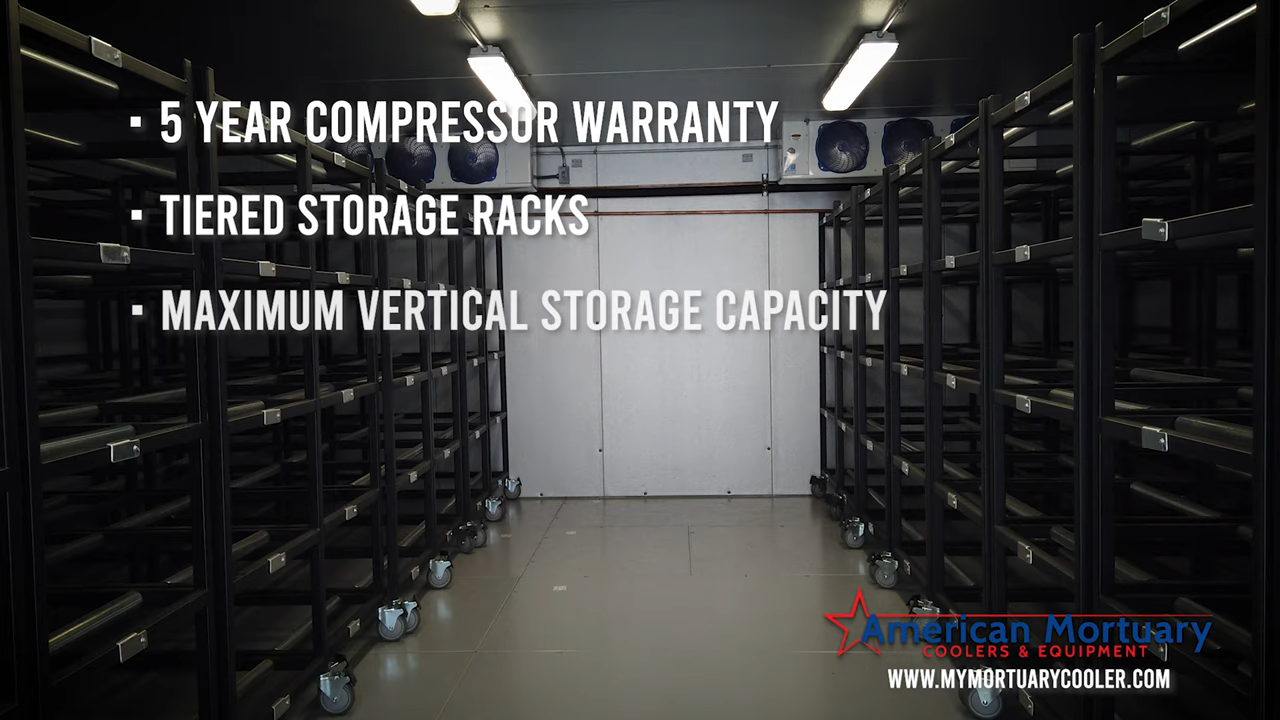 ▪ 5 YEAR COMPRESSOR WARRANTY
▪ TIERED STORAGE RACKS
▪ MAXIMUM VERTICAL STORAGE CAPACITY
American Mortuary
COOLERS & EQUIPMENT
WWW.MYMORTUARYCOOLER.COM